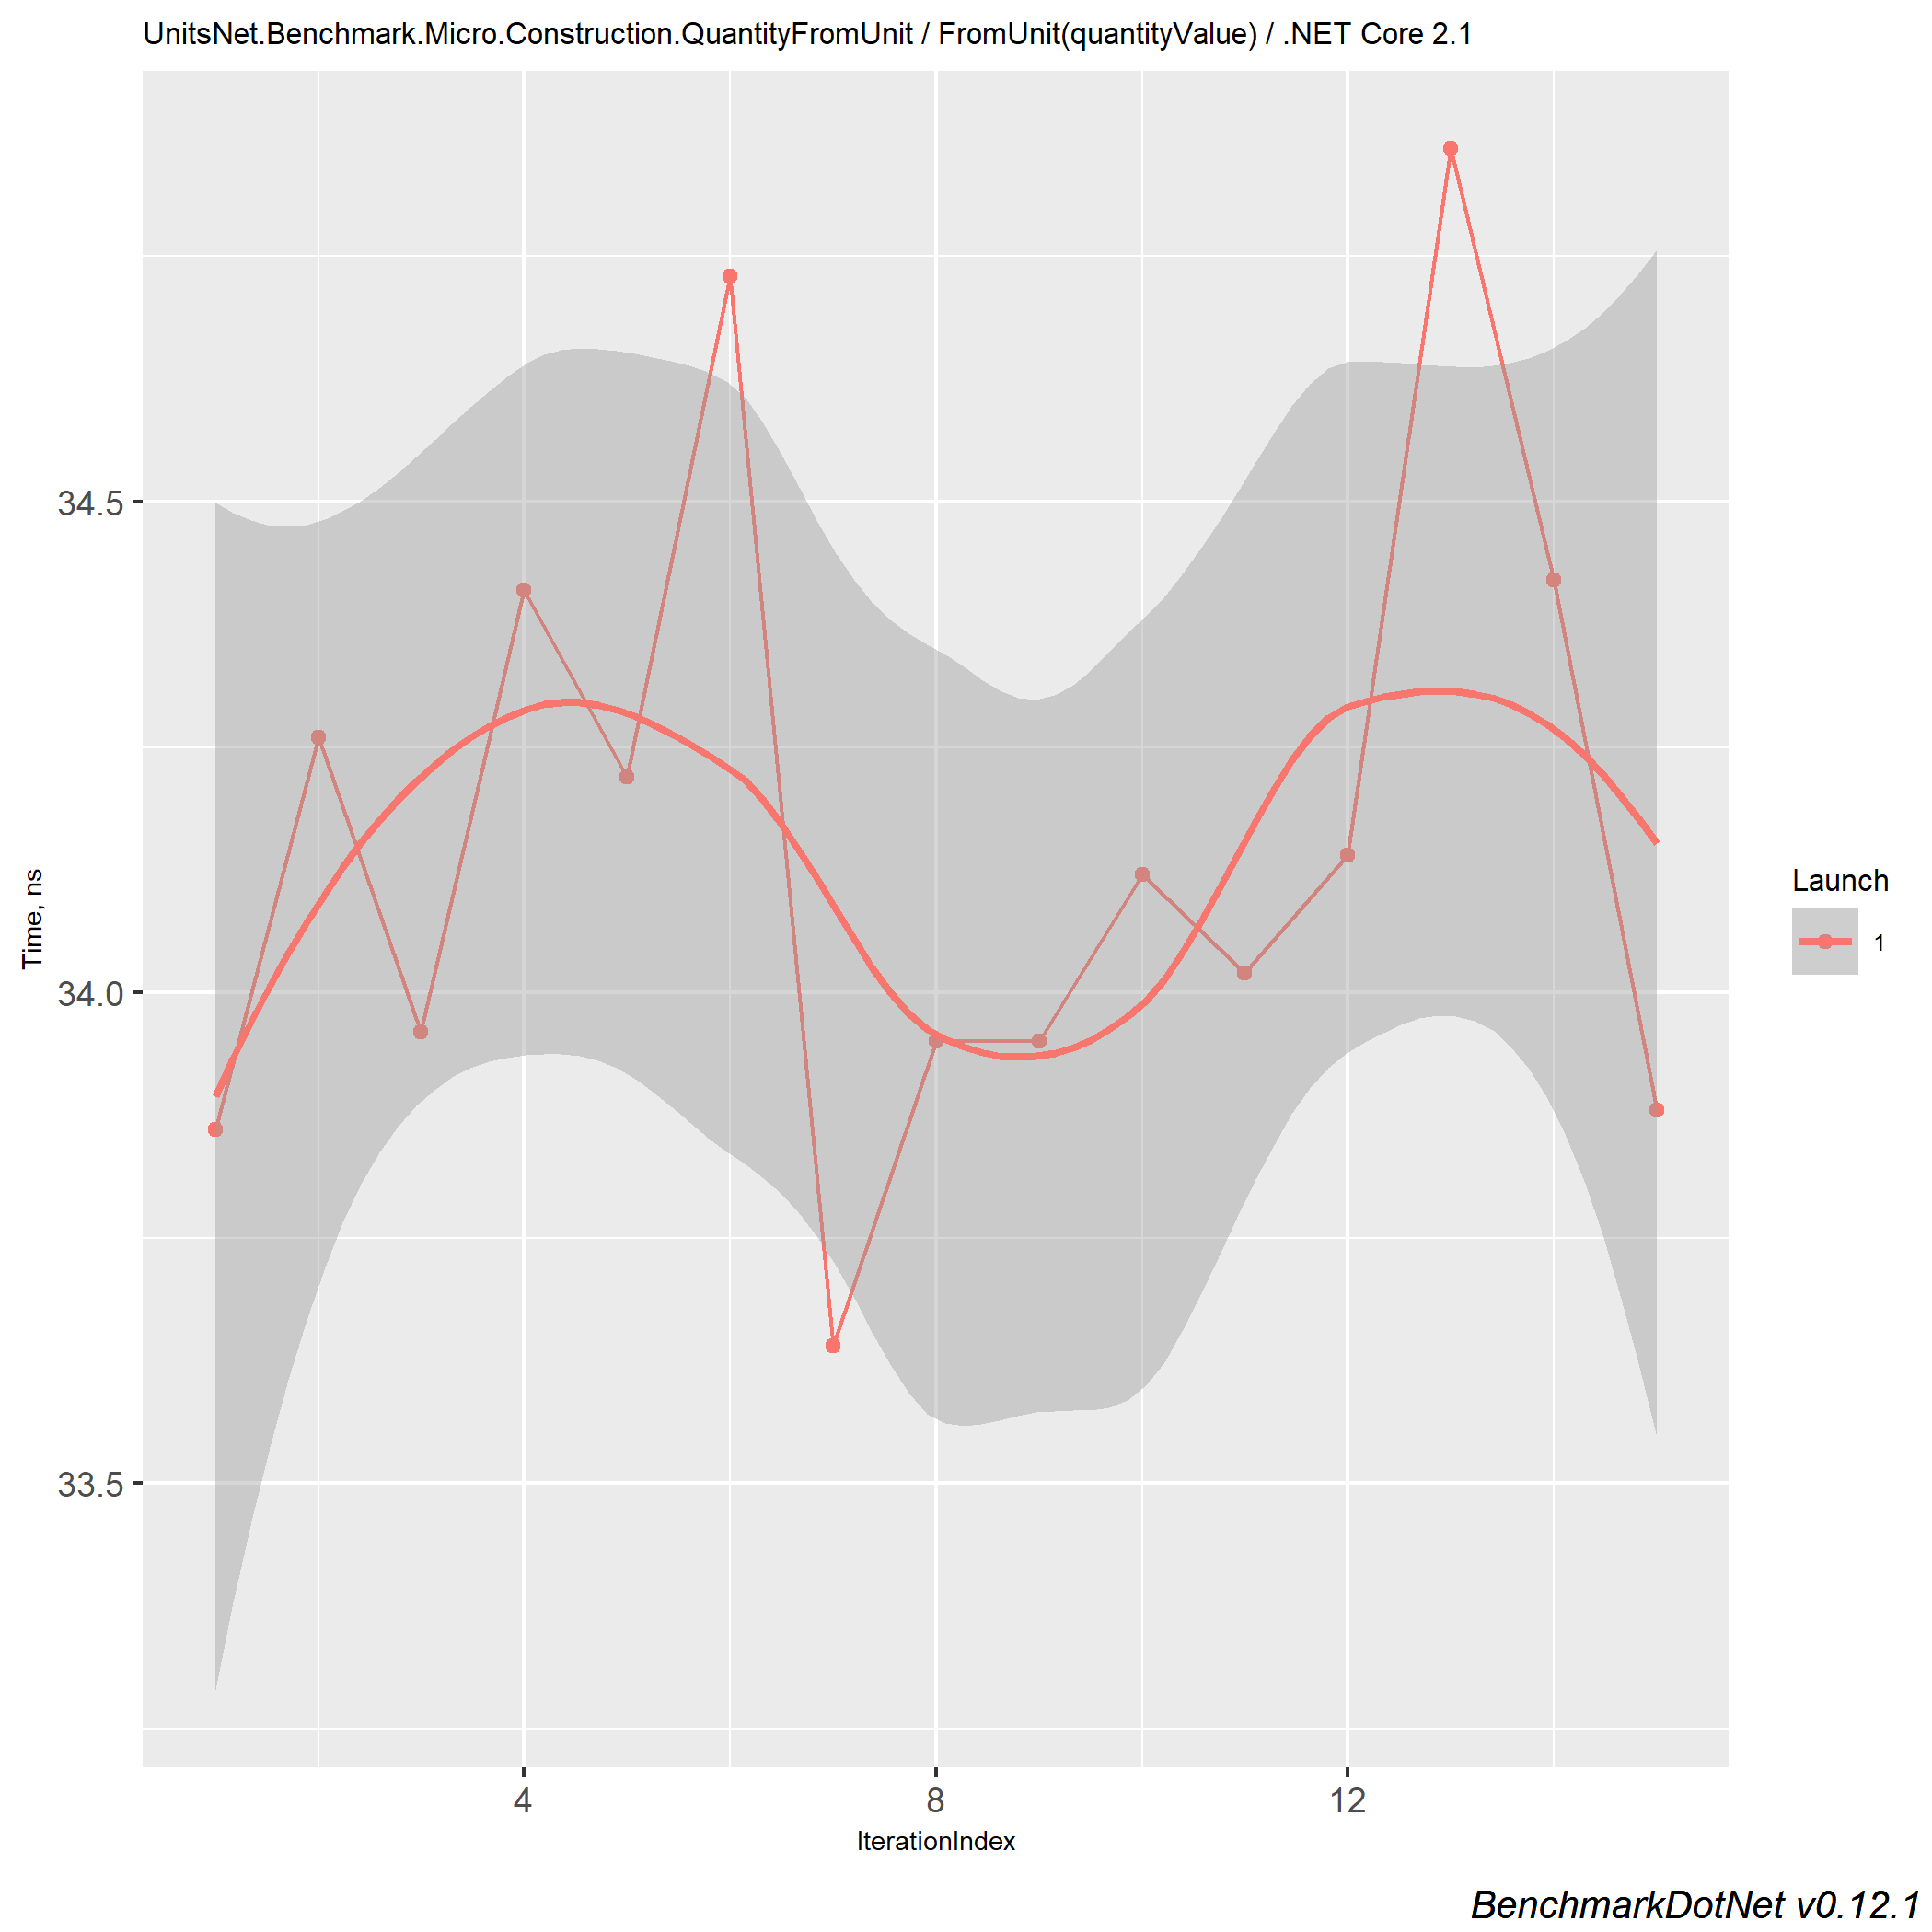 UnitsNet.Benchmark.Micro.Construction.QuantityFromUnit / FromUnit(quantityValue) / .NET Core 2.1
Time, ns
34.5
34.0
33.5
4
8
12
IterationIndex
Launch
1
BenchmarkDotNet v0.12.1